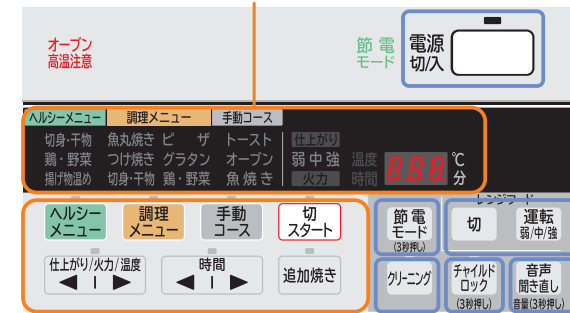 オーブン
高温注意
節電
モード
電源
切/入
ヘルシーメニュー 調理メニュー 手動コース
切身・干物 魚丸焼き ピザ トースト 仕上がり
鶏・野菜 つけ焼き グラタン オーブン 弱中強 温度 8.8.8. ℃
揚げ物温め 切身・干物 鶏・野菜 魚焼き 火力 時間 分
ヘルシー
メニュー
調理
メニュー
手動
コース
切
スタート
仕上がり/火力/温度
◀ | ▶
時間
◀ | ▶
追加焼き
節電
モード
(3秒押し)
クリーニング
レンジフード
切
運転
弱/中/強
チャイルド
ロック
(3秒押し)
音声
聞き直し
音量(3秒押し)